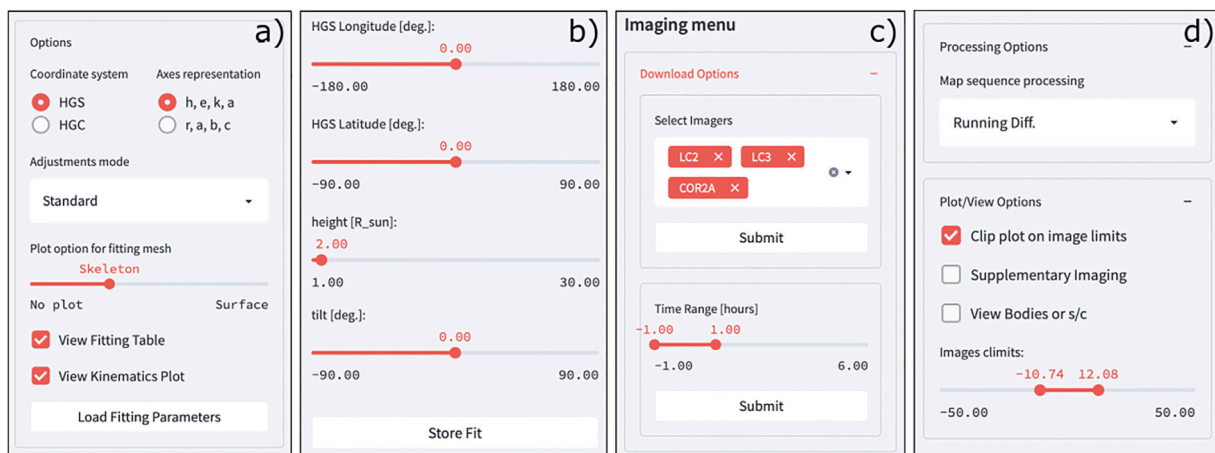 a)
Options
Coordinate system Axes representation
HGS h, e, k, a
HGC r, a, b, c
Adjustments mode
Standard
Plot option for fitting mesh
Skeleton
No plot Surface
View Fitting Table
View Kinematics Plot
Load Fitting Parameters
b)
HGS Longitude [deg.]:
0.00
-180.00 180.00
HGS Latitude [deg.]:
0.00
-90.00 90.00
height [R_sun]:
2.00
1.00 30.00
tilt [deg.]:
0.00
-90.00 90.00
Store Fit
c)
Imaging menu
Download Options
Select Imagers
LC2 × LC3 ×
COR2A ×
Submit
Time Range [hours]
-1.00 1.00
-1.00 6.00
Submit
d)
Processing Options
Map sequence processing
Running Diff.
Plot/View Options
Clip plot on image limits
Supplementary Imaging
View Bodies or s/c
Images climits:
-10.74 12.08
-50.00 50.00